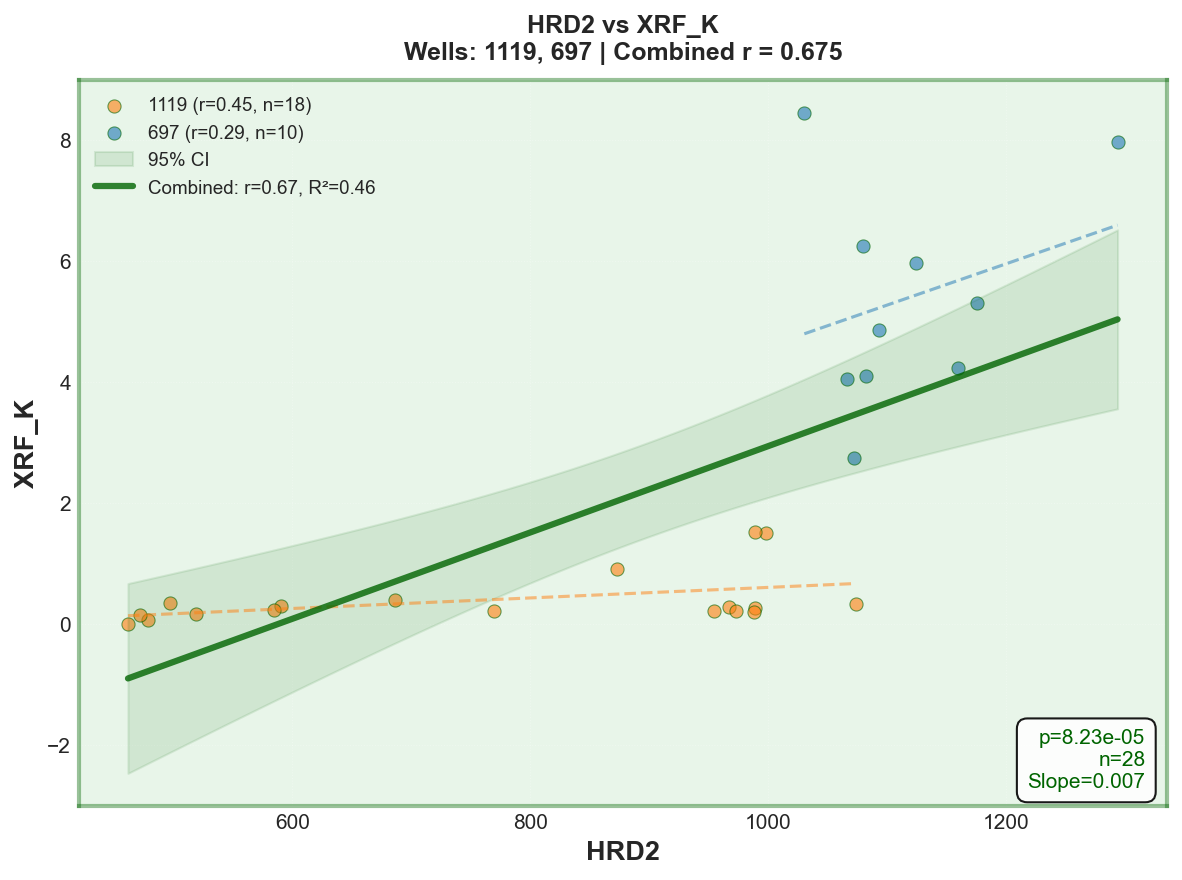 HRD2 vs XRF_K
Wells: 1119, 697 | Combined r = 0.675
1119 (r=0.45, n=18)
697 (r=0.29, n=10)
95% CI
Combined: r=0.67, R²=0.46
8
6
4
2
0
−2
XRF_K
p=8.23e-05
n=28
Slope=0.007
600
800
1000
1200
HRD2